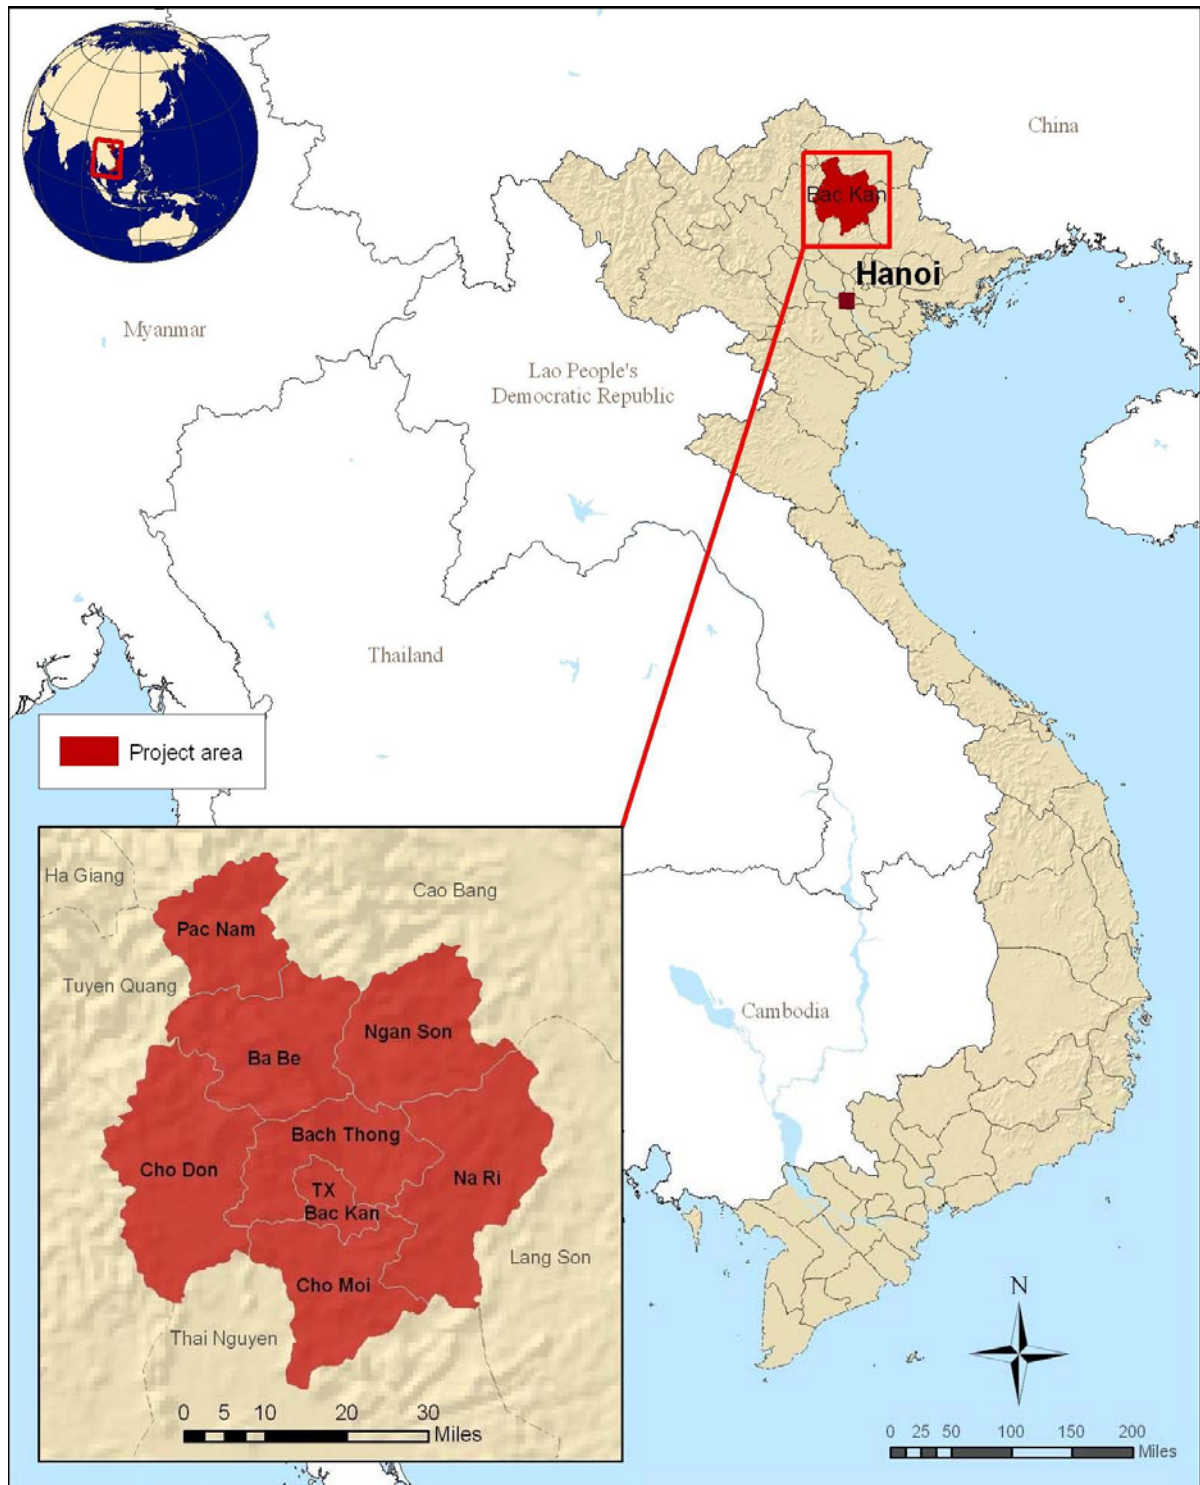 China
Bac Kan
Hanoi
Myanmar
Lao People's
Democratic Republic
Thailand
Project area
Ha Giang
Cao Bang
Pac Nam
Tuyen Quang
Ngan Son
Ba Be
Bach Thong
Cho Don
Na Ri
TX
Bac Kan
Lang Son
Cho Moi
Thai Nguyen
0 5 10 20 30
Miles
Cambodia
N
0 25 50 100 150 200
Miles